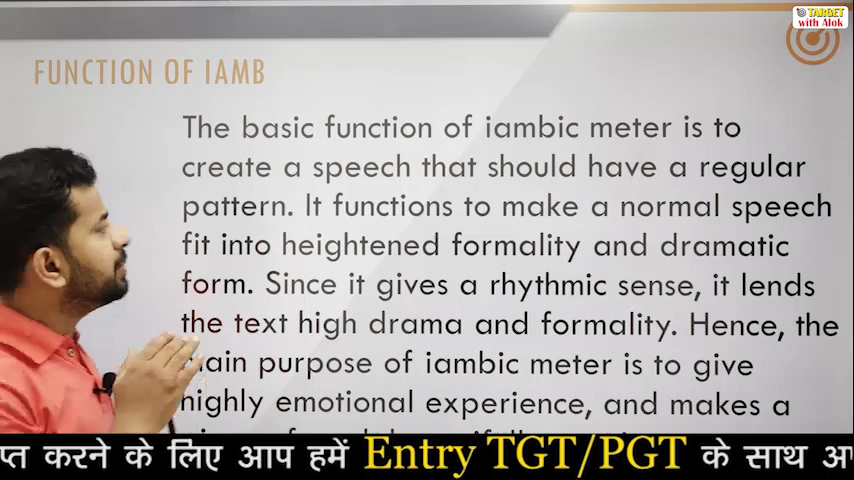 TARGET
with Alok
FUNCTION OF IAMB
The basic function of iambic meter is to
create a speech that should have a regular
pattern. It functions to make a normal speech
fit into heightened formality and dramatic
form. Since it gives a rhythmic sense, it lends
the text high drama and formality. Hence, the
main purpose of iambic meter is to give
highly emotional experience, and makes a
करने के लिए आप हमें Entry TGT/PGT के साथ